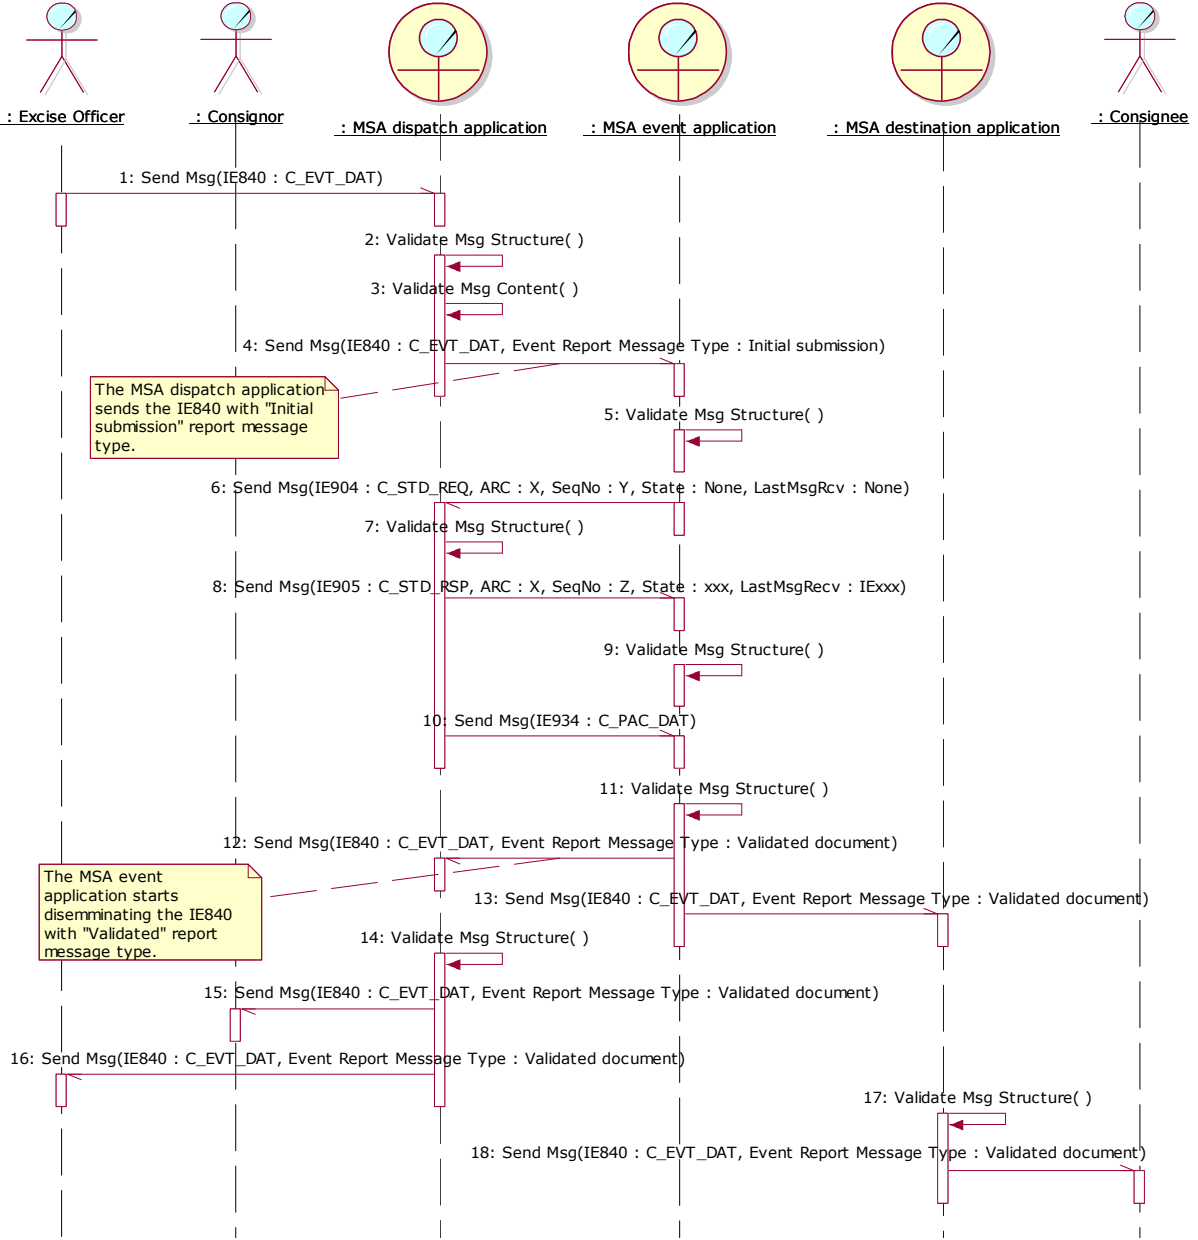 : Excise Officer
: Consignor
: MSA dispatch application
: MSA event application
: MSA destination application
: Consignee
1: Send Msg(IE840 : C_EVT_DAT)
2: Validate Msg Structure( )
3: Validate Msg Content( )
4: Send Msg(IE840 : C_EVT_DAT, Event Report Message Type : Initial submission)
The MSA dispatch application
sends the IE840 with "Initial
submission" report message
type.
5: Validate Msg Structure( )
6: Send Msg(IE904 : C_STD_REQ, ARC : X, SeqNo : Y, State : None, LastMsgRcv : None)
7: Validate Msg Structure( )
8: Send Msg(IE905 : C_STD_RSP, ARC : X, SeqNo : Z, State : xxx, LastMsgRecv : IExxx)
9: Validate Msg Structure( )
10: Send Msg(IE934 : C_PAC_DAT)
11: Validate Msg Structure( )
12: Send Msg(IE840 : C_EVT_DAT, Event Report Message Type : Validated document)
The MSA event
application starts
disemminating the IE840
with "Validated" report
message type.
13: Send Msg(IE840 : C_EVT_DAT, Event Report Message Type : Validated document)
14: Validate Msg Structure( )
15: Send Msg(IE840 : C_EVT_DAT, Event Report Message Type : Validated document)
16: Send Msg(IE840 : C_EVT_DAT, Event Report Message Type : Validated document)
17: Validate Msg Structure( )
18: Send Msg(IE840 : C_EVT_DAT, Event Report Message Type : Validated document)